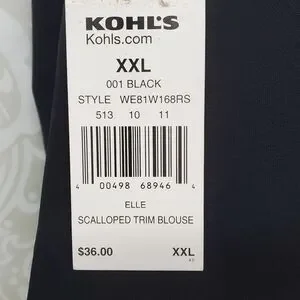 KOHL'S
Kohls.com
XXL
001 BLACK
STYLE WE81W168RS
513 10 11
4 00498 68946 4
ELLE
SCALLOPED TRIM BLOUSE
$36.00 XXL